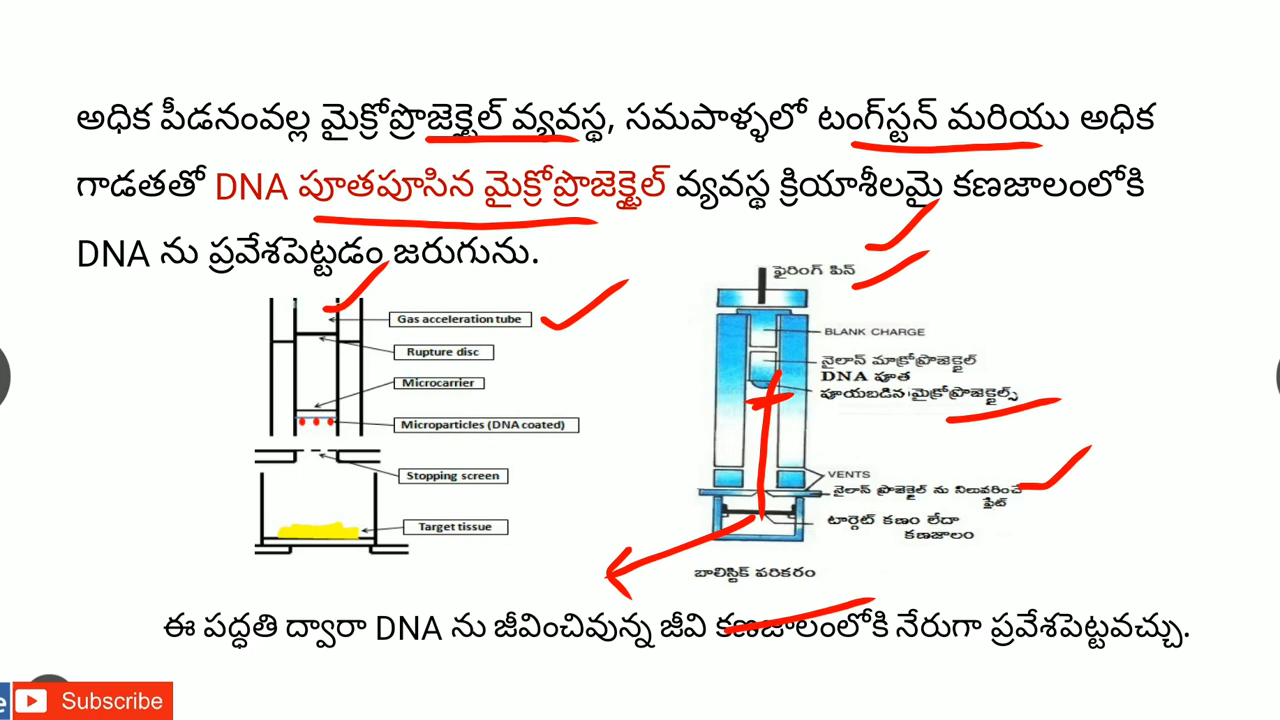 అధిక పీడనంవల్ల మైక్రోప్రొజెక్టైల్ వ్యవస్థ, సమపాళ్ళలో టంగ్‌స్టన్ మరియు అధిక
గాడతతో DNA పూతపూసిన మైక్రోప్రొజెక్టైల్ వ్యవస్థ క్రియాశీలమై కణజాలంలోకి
DNA ను ప్రవేశపెట్టడం జరుగును.
Gas acceleration tube
Rupture disc
Microcarrier
Microparticles (DNA coated)
Stopping screen
Target tissue
ఫైరింగ్ పిన్
BLANK CHARGE
నైలాన్ మాక్రోప్రొజెక్టైల్
DNA పూత
పూయబడిన మైక్రోప్రొజెక్టైల్స్
VENTS
నైలాన్ ప్రొజెక్టైల్ ను నిలువరించే
ప్లేట్
టార్గెట్ కణం లేదా
కణజాలం
బాలిస్టిక్ పరికరం
ఈ పద్ధతి ద్వారా DNA ను జీవించివున్న జీవి కణజాలంలోకి నేరుగా ప్రవేశపెట్టవచ్చు.
e
Subscribe